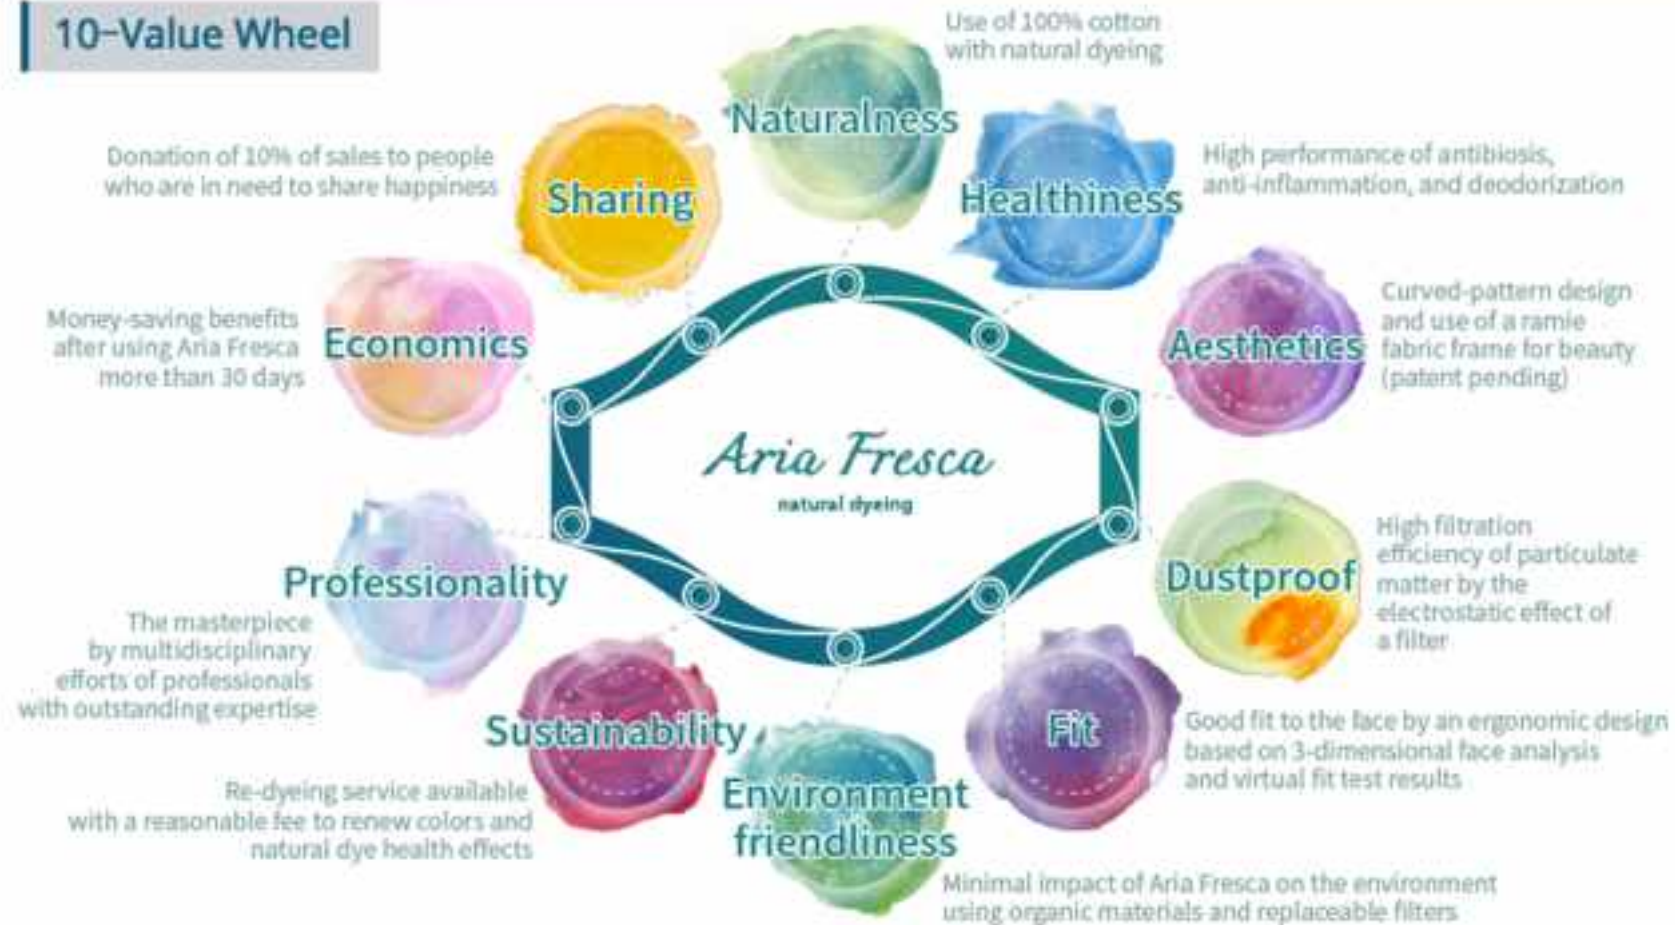 10-Value Wheel
Naturalness
Use of 100% cotton
with natural dyeing
Healthiness
High performance of antibiosis,
anti-inflammation, and deodorization
Aesthetics
Curved-pattern design
and use of a ramie
fabric frame for beauty
(patent pending)
Dustproof
High filtration
efficiency of particulate
matter by the
electrostatic effect of
a filter
Fit
Good fit to the face by an ergonomic design
based on 3-dimensional face analysis
and virtual fit test results
Environment
friendliness
Minimal impact of Aria Fresca on the environment
using organic materials and replaceable filters
Sustainability
Re-dyeing service available
with a reasonable fee to renew colors and
natural dye health effects
Professionality
The masterpiece
by multidisciplinary
efforts of professionals
with outstanding expertise
Economics
Money-saving benefits
after using Aria Fresca
more than 30 days
Sharing
Donation of 10% of sales to people
who are in need to share happiness
Aria Fresca
natural dyeing